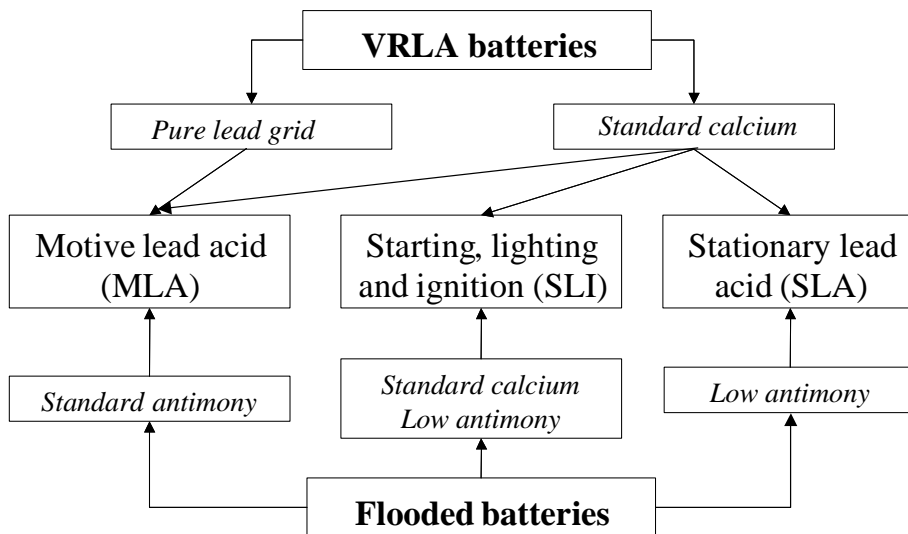 VRLA batteries
Pure lead grid
Standard calcium
Motive lead acid
(MLA)
Starting, lighting
and ignition (SLI)
Stationary lead
acid (SLA)
Standard antimony
Standard calcium
Low antimony
Low antimony
Flooded batteries